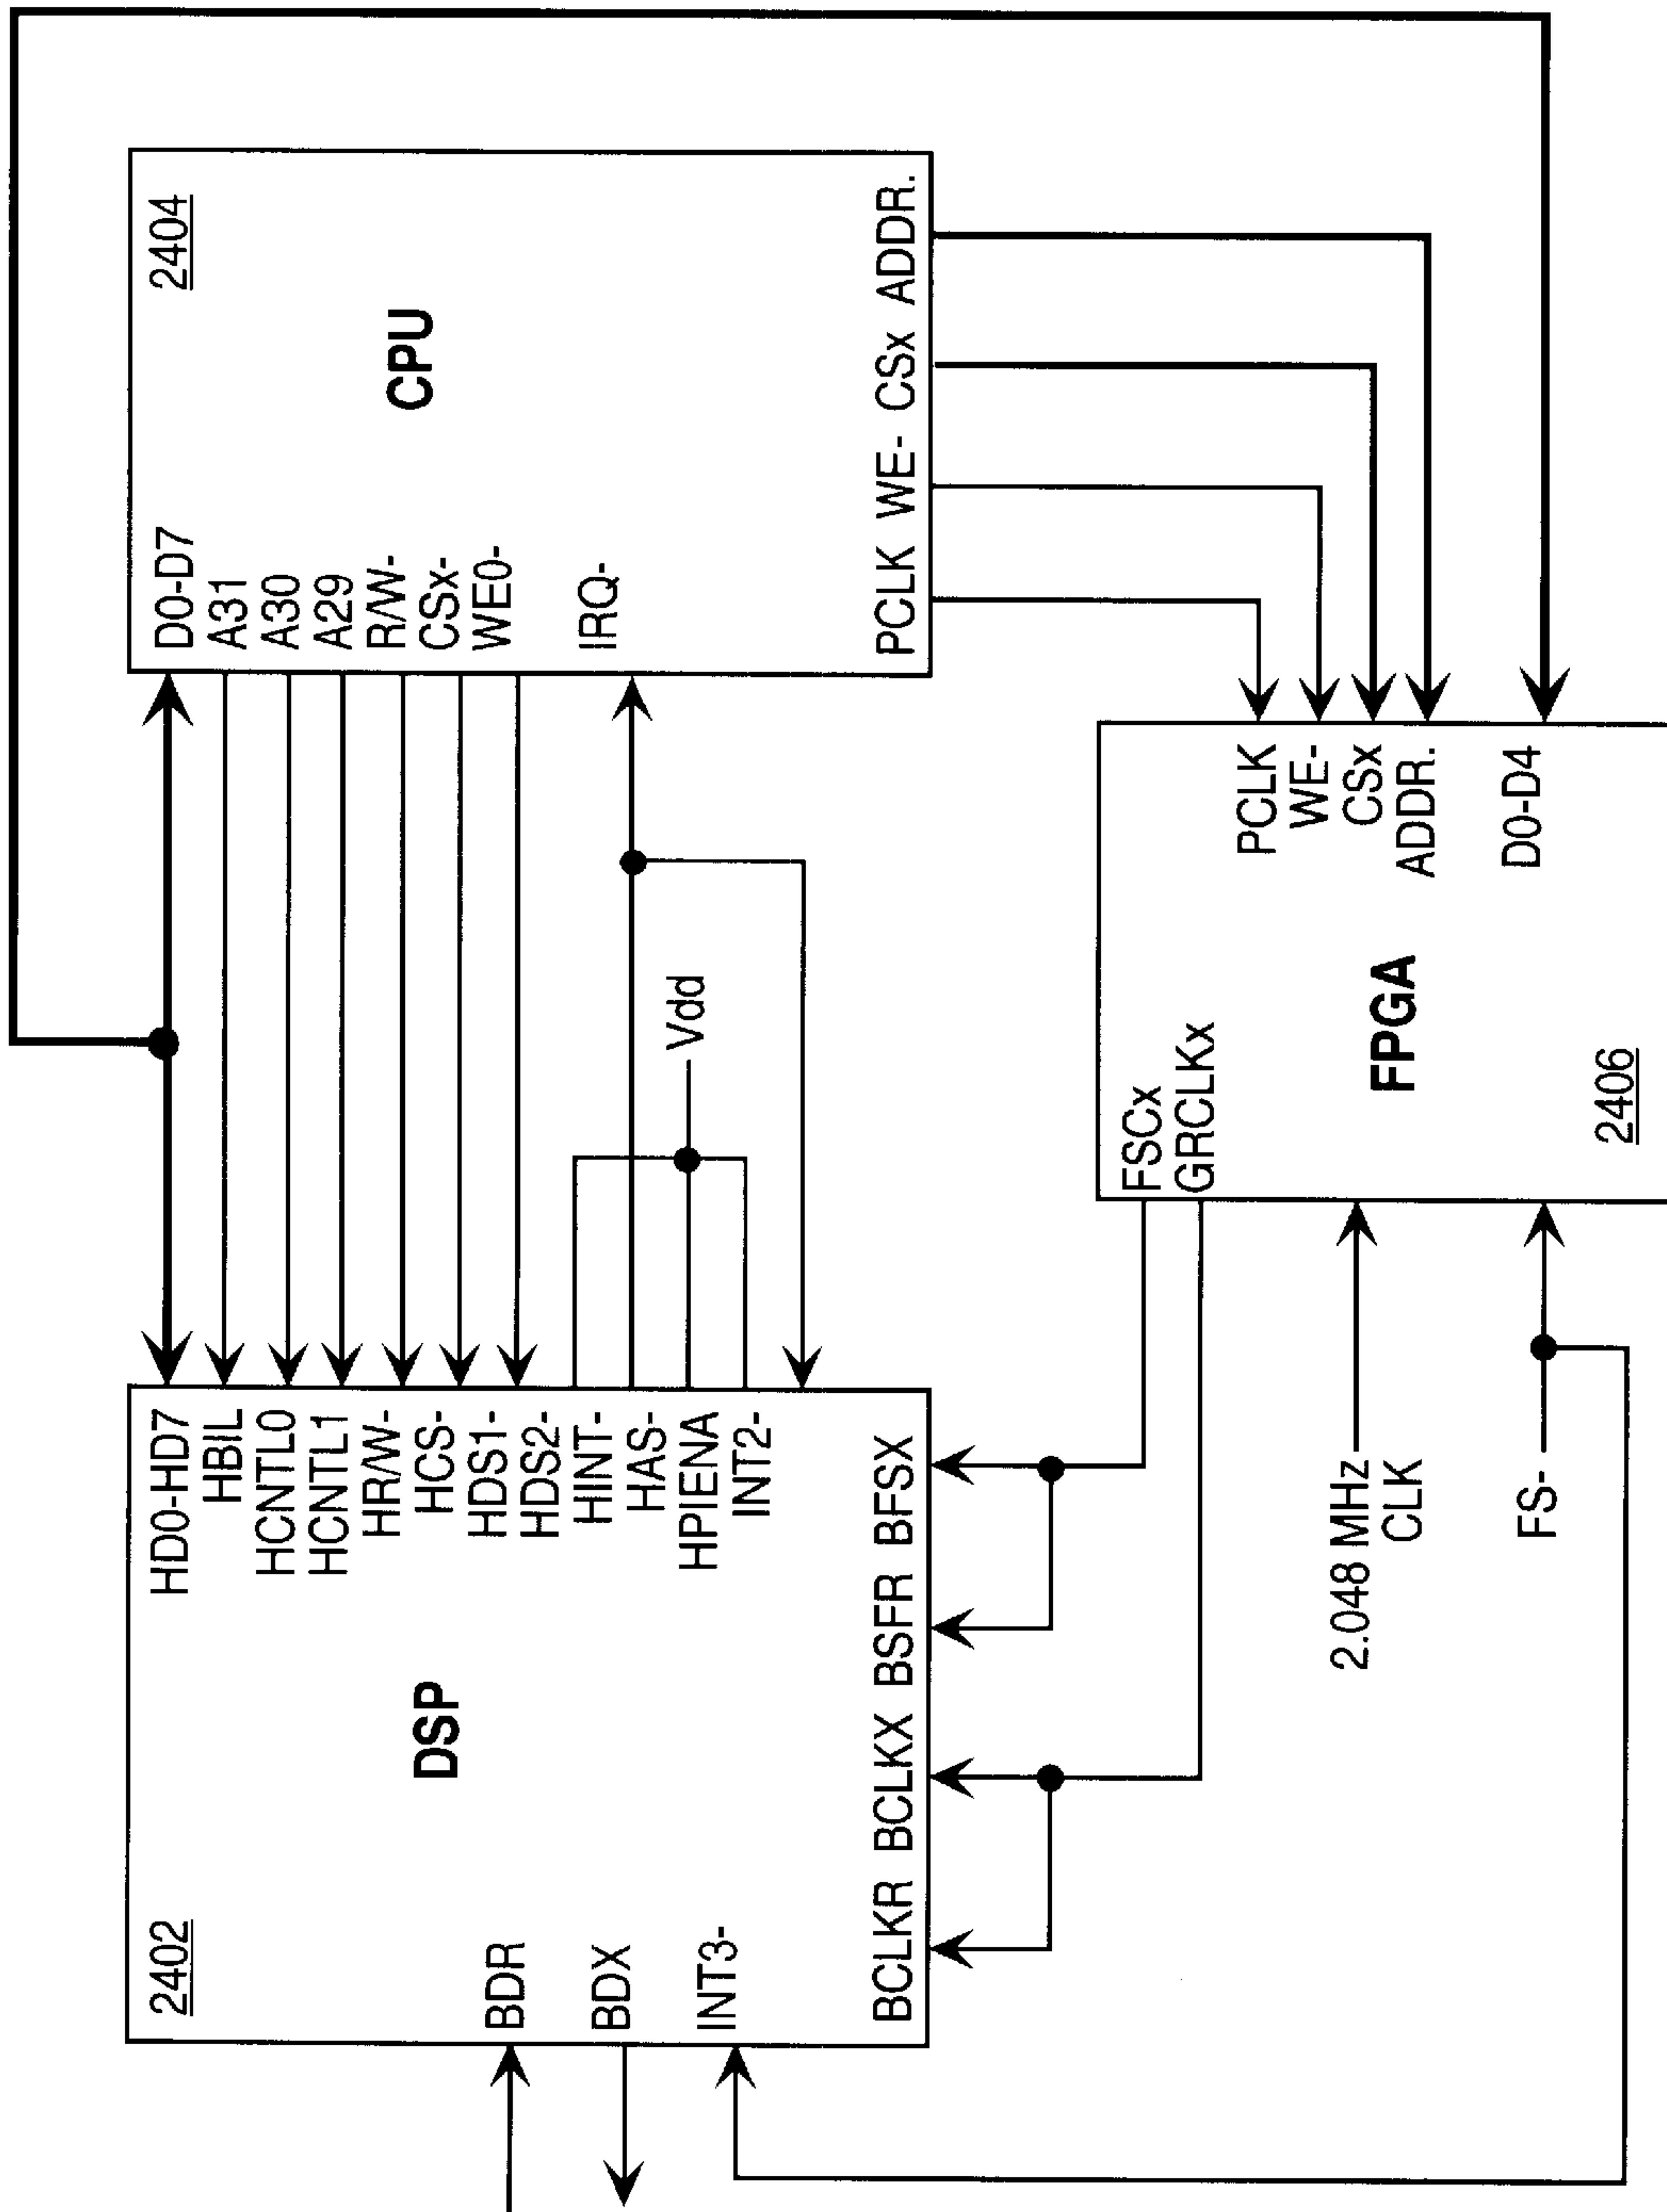 2402
DSP
BDR
BDX
INT3-
HD0-HD7
HBIL
HCNTL0
HCNTL1
HR/W-
HCS-
HDS1-
HDS2-
HINT-
HAS-
HPIENA
INT2-
BCLKR BCLKX BSFR BFSX
Vdd
2404
CPU
D0-D7
A31
A30
A29
R/W-
CSx-
WE0-
IRQ-
PCLK WE- CSx ADDR.
FSCx
GRCLKx
FPGA
2406
PCLK
WE-
CSx
ADDR.
D0-D4
2.048 MHz
CLK
FS-